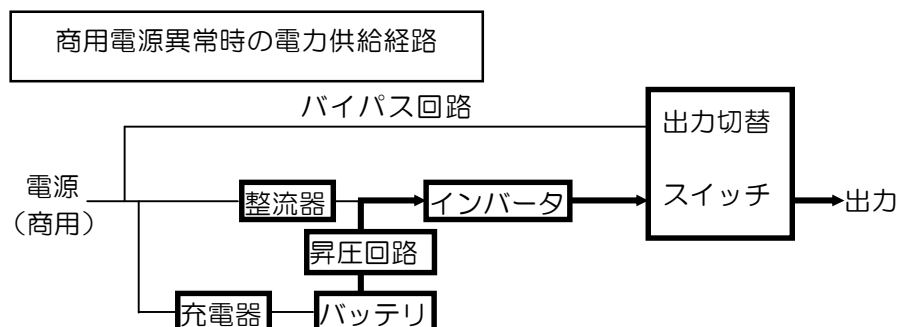 商用電源異常時の電力供給経路
バイパス回路
出力切替
スイッチ
電源
（商用）
整流器
インバータ
出力
昇圧回路
充電器
バッテリ